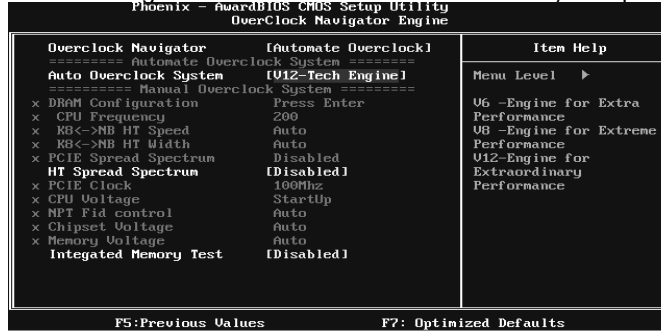 Phoenix - AwardBIOS CMOS Setup Utility
OverClock Navigator Engine
Overclock Navigator [Automate Overclock]
========= Automate Overclock System ========
Auto Overclock System [V12-Tech Engine]
========== Manual Overclock System =========
x DRAM Configuration Press Enter
x CPU Frequency 200
x K8<->NB HT Speed Auto
x K8<->NB HT Width Auto
x PCIE Spread Spectrum Disabled
HT Spread Spectrum [Disabled]
x PCIE Clock 100Mhz
x CPU Voltage StartUp
x NPT Fid control Auto
x Chipset Voltage Auto
x Memory Voltage Auto
Integated Memory Test [Disabled]
Item Help
Menu Level ▶
V6 -Engine for Extra
Performance
V8 -Engine for Extreme
Performance
V12-Engine for
Extraordinary
Performance
F5:Previous Values F7: Optimized Defaults